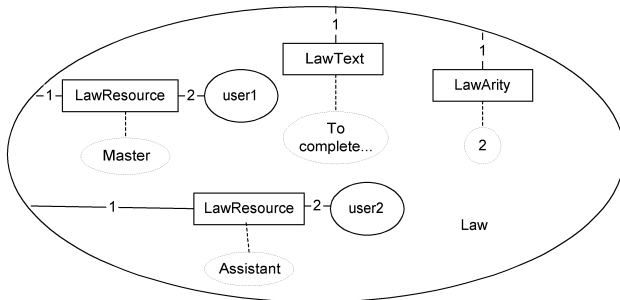 1
LawText
1
LawArity
1
LawResource
2
user1
To
complete...
2
Master
1
LawResource
2
user2
Law
Assistant